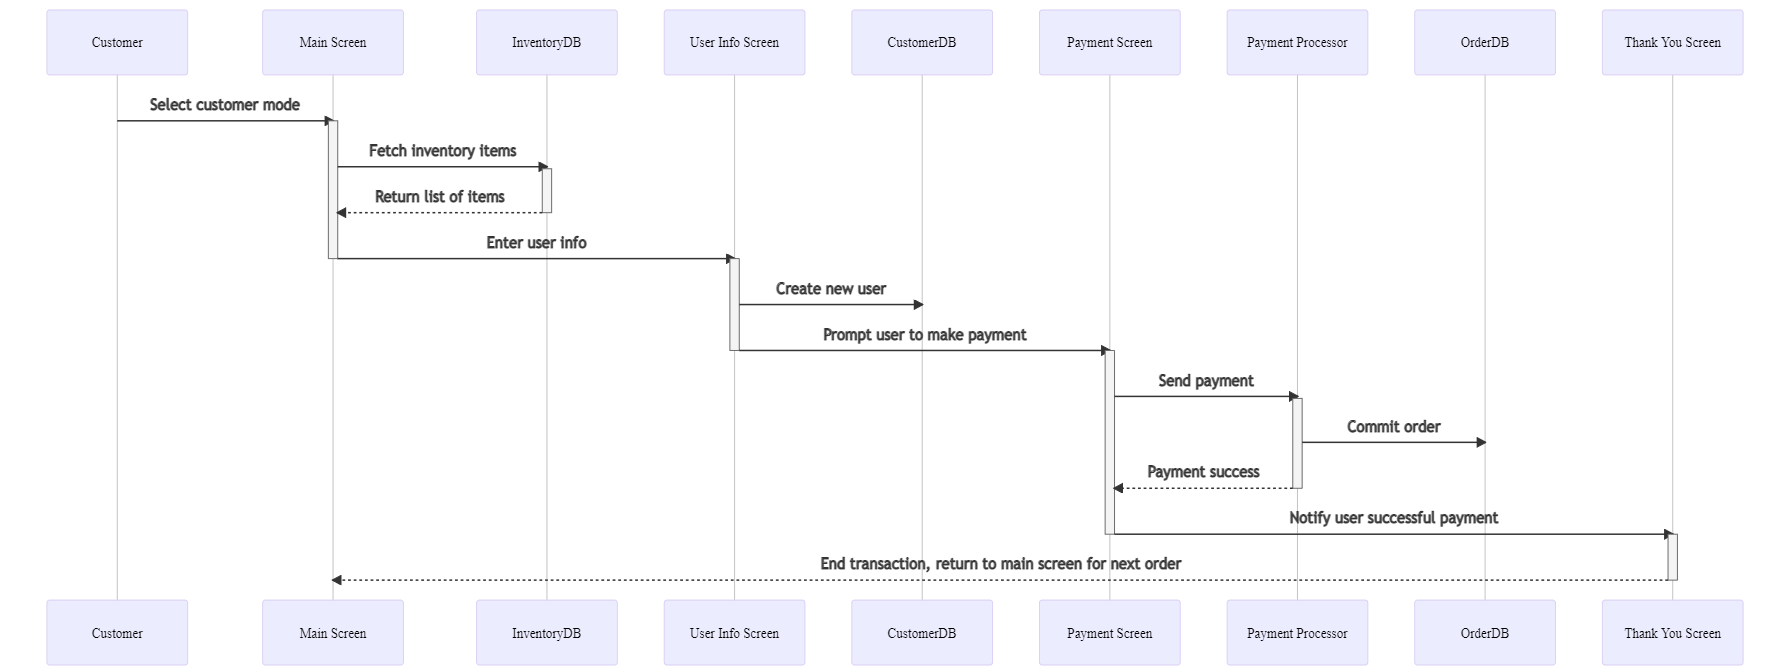 Customer
Main Screen
InventoryDB
User Info Screen
CustomerDB
Payment Screen
Payment Processor
OrderDB
Thank You Screen
Select customer mode
Fetch inventory items
Return list of items
Enter user info
Create new user
Prompt user to make payment
Send payment
Commit order
Payment success
Notify user successful payment
End transaction, return to main screen for next order
Customer
Main Screen
InventoryDB
User Info Screen
CustomerDB
Payment Screen
Payment Processor
OrderDB
Thank You Screen